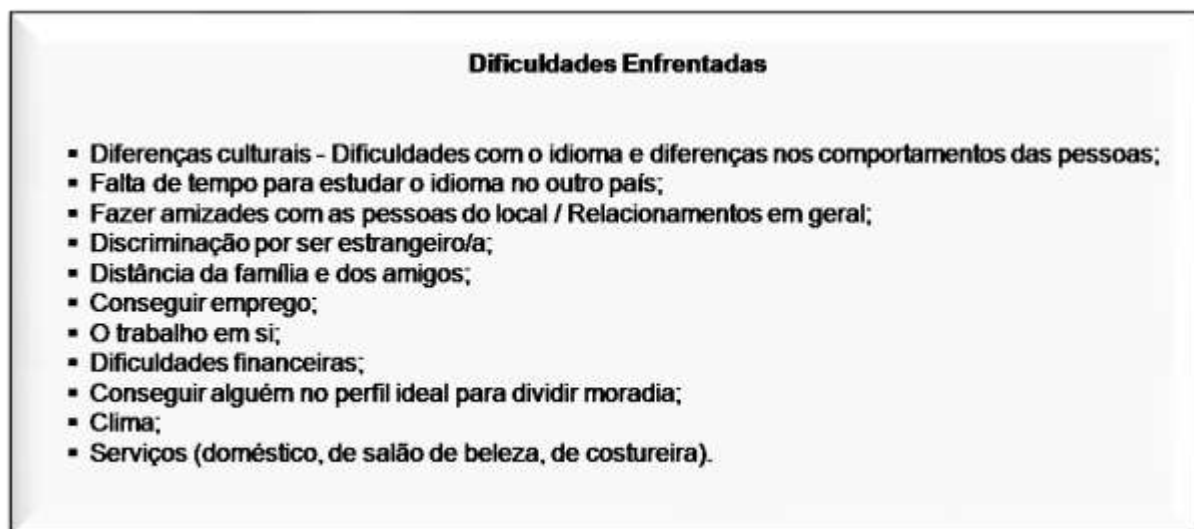 Dificuldades Enfrentadas
▪ Diferenças culturais - Dificuldades com o idioma e diferenças nos comportamentos das pessoas;
▪ Falta de tempo para estudar o idioma no outro país;
▪ Fazer amizades com as pessoas do local / Relacionamentos em geral;
▪ Discriminação por ser estrangeiro/a;
▪ Distância da família e dos amigos;
▪ Conseguir emprego;
▪ O trabalho em si;
▪ Dificuldades financeiras;
▪ Conseguir alguém no perfil ideal para dividir moradia;
▪ Clima;
▪ Serviços (doméstico, de salão de beleza, de costureira).